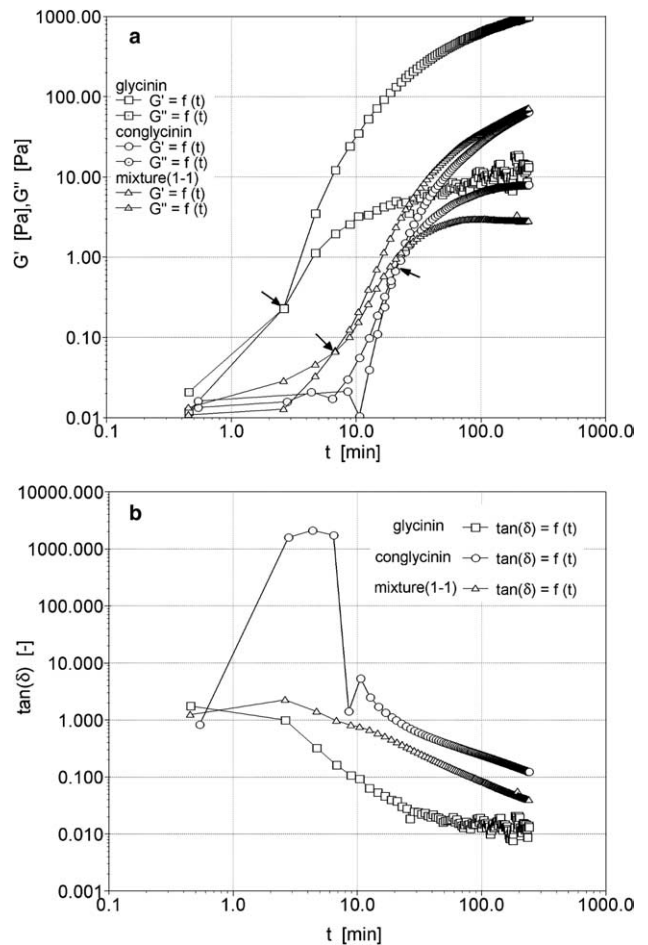 1000.00
a
glycinin
G' = f (t)
G" = f (t)
conglycinin
G' = f (t)
G" = f (t)
mixture(1-1)
G' = f (t)
G" = f (t)
100.00
10.00
1.00
0.10
0.01
G' [Pa],G" [Pa]
0.1
1.0
10.0
100.0
1000.0
t [min]
10000.000
b
glycinin tan(δ) = f (t)
conglycinin tan(δ) = f (t)
mixture(1-1) tan(δ) = f (t)
1000.000
100.000
10.000
1.000
0.100
0.010
0.001
tan(δ) [-]
0.1
1.0
10.0
100.0
1000.0
t [min]